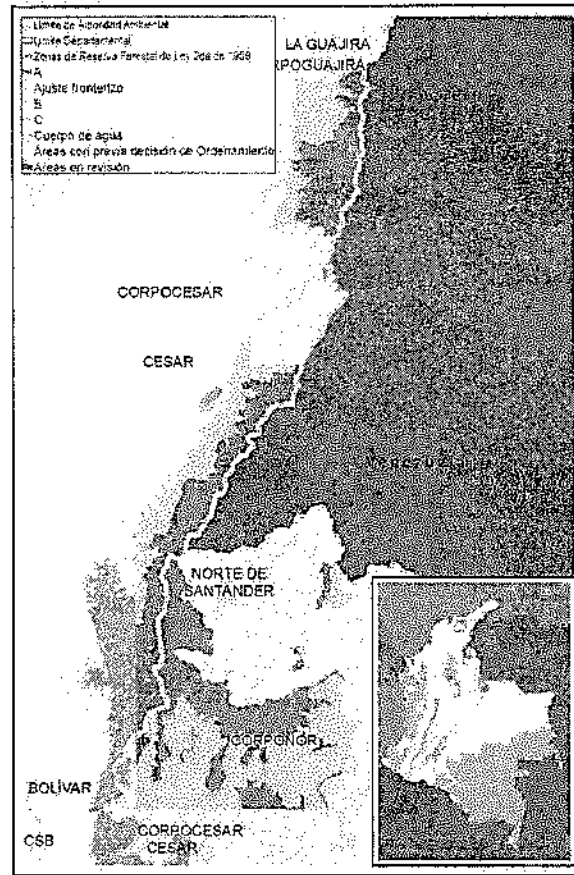 Límite de Autoridad Ambiental
Límite Departamental
Zonas de Reserva Forestal de Ley 2da de 1959
A
Ajuste fronterizo
B
C
Cuerpo de agua
Áreas con previa decisión de Ordenamiento
Áreas en revisión
LA GUAJIRA
RPOGUAJIRA
CORPOCESAR
CESAR
Venezuela
NORTE DE
SANTANDER
CORPONOR
BOLÍVAR
CSB
CORPOCESAR
CESAR